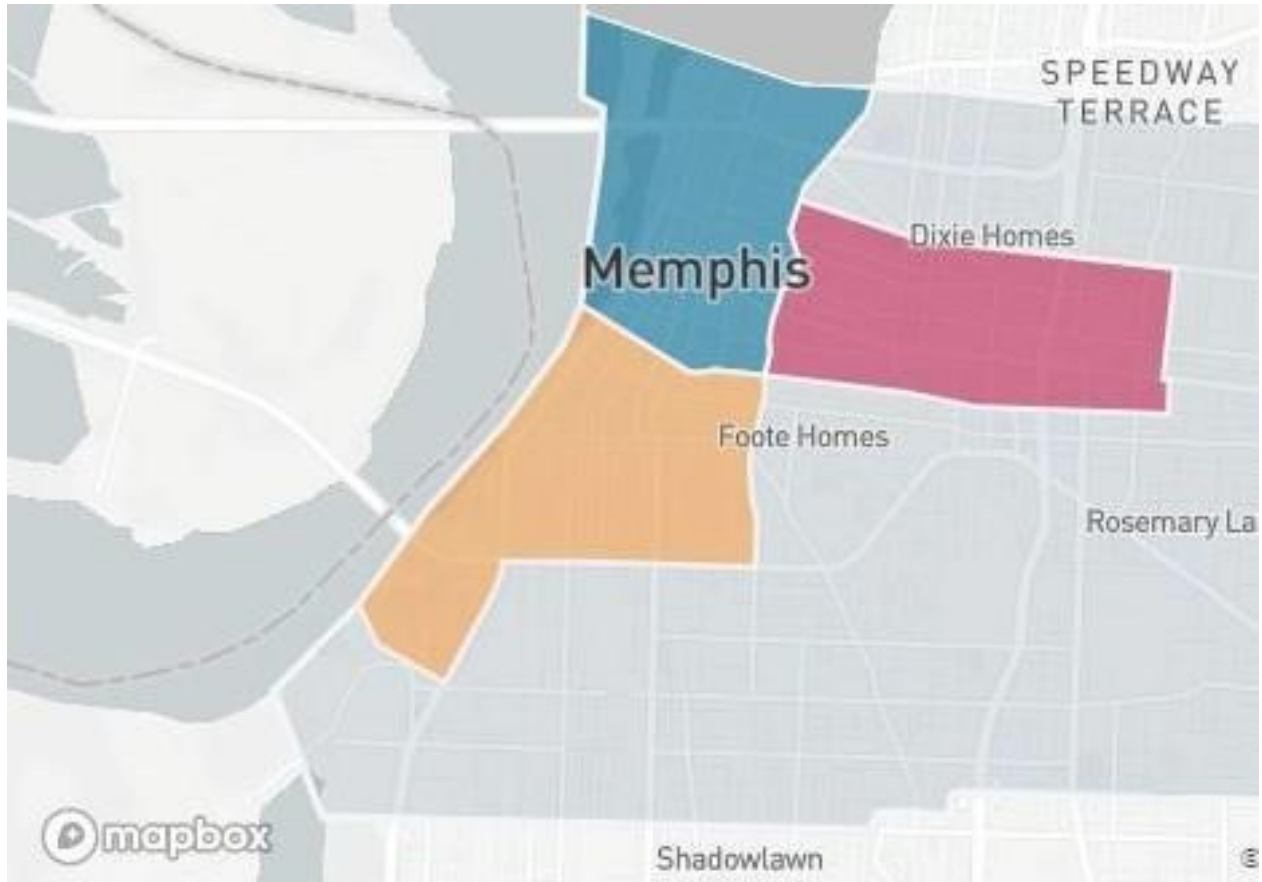 SPEEDWAY
TERRACE
Dixie Homes
Memphis
Foote Homes
Rosemary La
mapbox
Shadowlawn
©